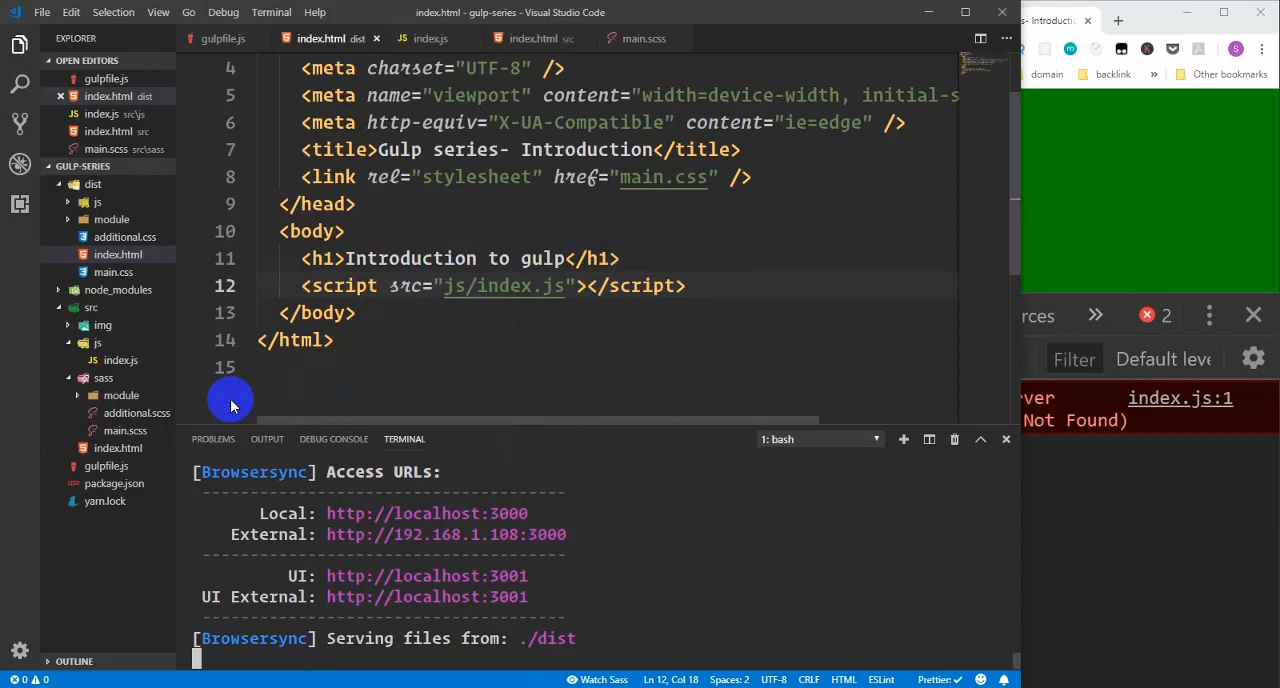 File Edit Selection View Go Debug Terminal Help
index.html - gulp-series - Visual Studio Code
EXPLORER
OPEN EDITORS
gulpfile.js
index.html dist
index.js src\js
index.html src
main.scss src\sass
GULP-SERIES
dist
js
module
additional.css
index.html
main.css
node_modules
src
img
js
index.js
sass
module
additional.scss
main.scss
index.html
gulpfile.js
package.json
yarn.lock
OUTLINE
gulpfile.js index.html dist index.js index.html src main.scss
4 <meta charset="UTF-8" />
5 <meta name="viewport" content="width=device-width, initial-s
6 <meta http-equiv="X-UA-Compatible" content="ie=edge" />
7 <title>Gulp series- Introduction</title>
8 <link rel="stylesheet" href="main.css" />
9 </head>
10 <body>
11 <h1>Introduction to gulp</h1>
12 <script src="js/index.js"></script>
13 </body>
14 </html>
15
PROBLEMS OUTPUT DEBUG CONSOLE TERMINAL 1: bash
[Browsersync] Access URLs:
-------------------------------------
Local: http://localhost:3000
External: http://192.168.1.108:3000
-------------------------------------
UI: http://localhost:3001
UI External: http://localhost:3001
-------------------------------------
[Browsersync] Serving files from: ./dist
0 0 Watch Sass Ln 12, Col 18 Spaces: 2 UTF-8 CRLF HTML ESLint Prettier: ✓
s- Introductio
S
domain backlink » Other bookmarks
rces » 2
Filter Default leve
rver index.js:1
Not Found)